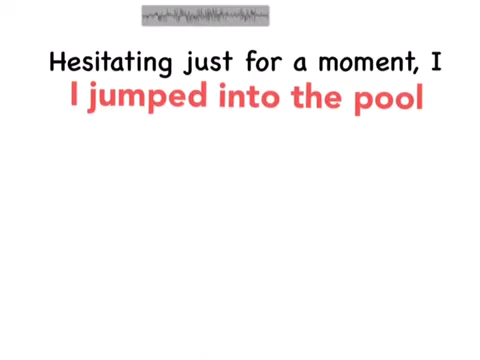 Hesitating just for a moment, I
I jumped into the pool